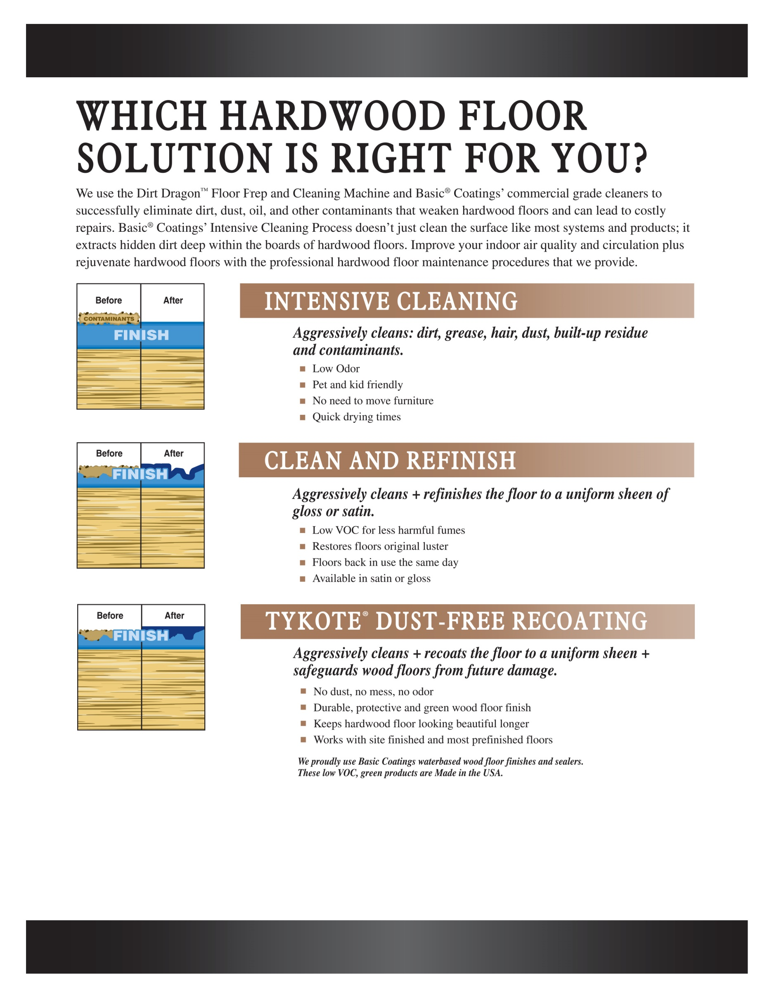 WHICH HARDWOOD FLOOR
SOLUTION IS RIGHT FOR YOU?
We use the Dirt Dragon™ Floor Prep and Cleaning Machine and Basic® Coatings’ commercial grade cleaners to
successfully eliminate dirt, dust, oil, and other contaminants that weaken hardwood floors and can lead to costly
repairs. Basic® Coatings’ Intensive Cleaning Process doesn’t just clean the surface like most systems and products; it
extracts hidden dirt deep within the boards of hardwood floors. Improve your indoor air quality and circulation plus
rejuvenate hardwood floors with the professional hardwood floor maintenance procedures that we provide.
Before After
CONTAMINANTS
FINISH
INTENSIVE CLEANING
Aggressively cleans: dirt, grease, hair, dust, built-up residue
and contaminants.
■ Low Odor
■ Pet and kid friendly
■ No need to move furniture
■ Quick drying times
Before After
FINISH
CLEAN AND REFINISH
Aggressively cleans + refinishes the floor to a uniform sheen of
gloss or satin.
■ Low VOC for less harmful fumes
■ Restores floors original luster
■ Floors back in use the same day
■ Available in satin or gloss
Before After
FINISH
TYKOTE® DUST-FREE RECOATING
Aggressively cleans + recoats the floor to a uniform sheen +
safeguards wood floors from future damage.
■ No dust, no mess, no odor
■ Durable, protective and green wood floor finish
■ Keeps hardwood floor looking beautiful longer
■ Works with site finished and most prefinished floors
We proudly use Basic Coatings waterbased wood floor finishes and sealers.
These low VOC, green products are Made in the USA.